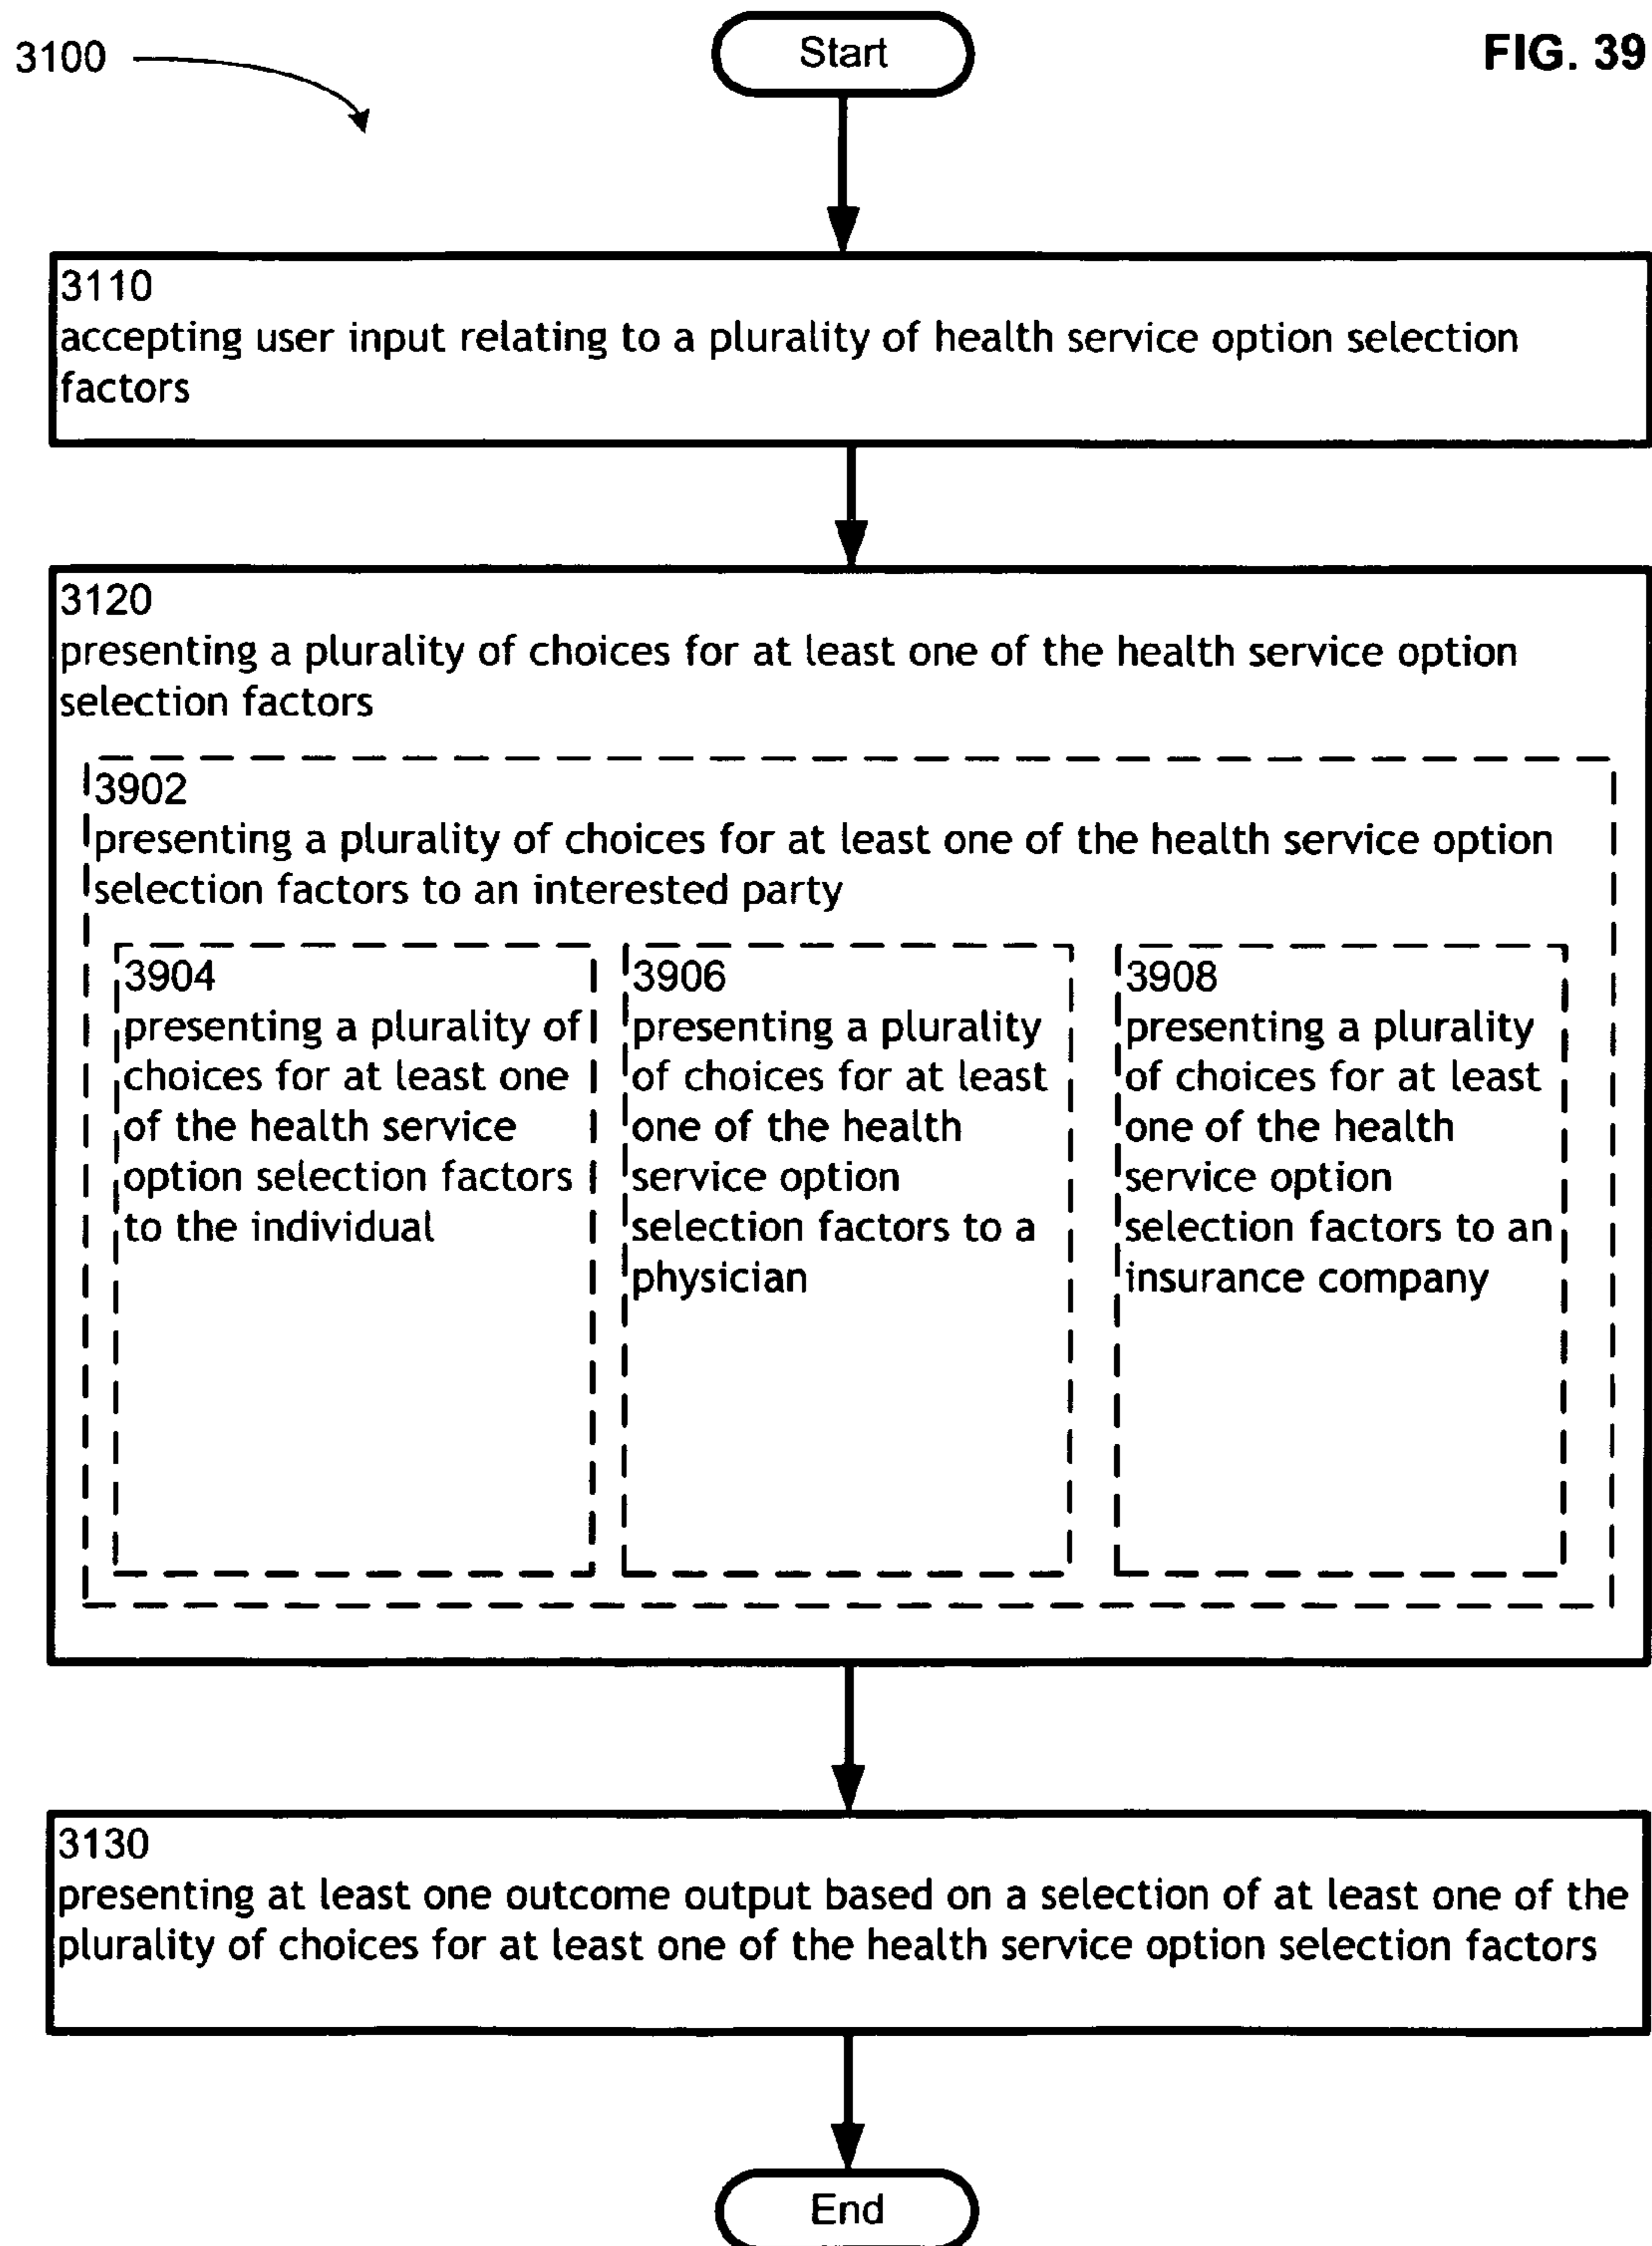 3100
Start
FIG. 39
3110
accepting user input relating to a plurality of health service option selection
factors
3120
presenting a plurality of choices for at least one of the health service option
selection factors
3902
presenting a plurality of choices for at least one of the health service option
selection factors to an interested party
3904
presenting a plurality of
choices for at least one
of the health service
option selection factors
to the individual
3906
presenting a plurality
of choices for at least
one of the health
service option
selection factors to a
physician
3908
presenting a plurality
of choices for at least
one of the health
service option
selection factors to an
insurance company
3130
presenting at least one outcome output based on a selection of at least one of the
plurality of choices for at least one of the health service option selection factors
End